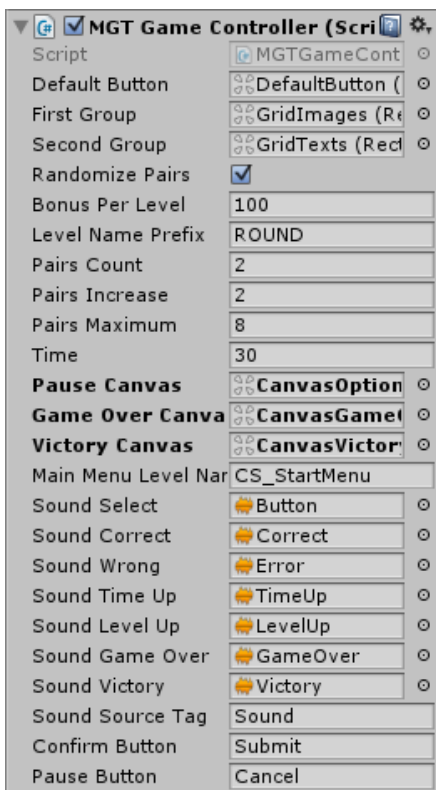 MGT Game Controller (Scri
Script MGTGameCont
Default Button DefaultButton (
First Group GridImages (Re
Second Group GridTexts (Rect
Randomize Pairs
Bonus Per Level 100
Level Name Prefix ROUND
Pairs Count 2
Pairs Increase 2
Pairs Maximum 8
Time 30
Pause Canvas CanvasOption
Game Over Canva CanvasGame
Victory Canvas CanvasVictor
Main Menu Level Nar CS_StartMenu
Sound Select Button
Sound Correct Correct
Sound Wrong Error
Sound Time Up TimeUp
Sound Level Up LevelUp
Sound Game Over GameOver
Sound Victory Victory
Sound Source Tag Sound
Confirm Button Submit
Pause Button Cancel